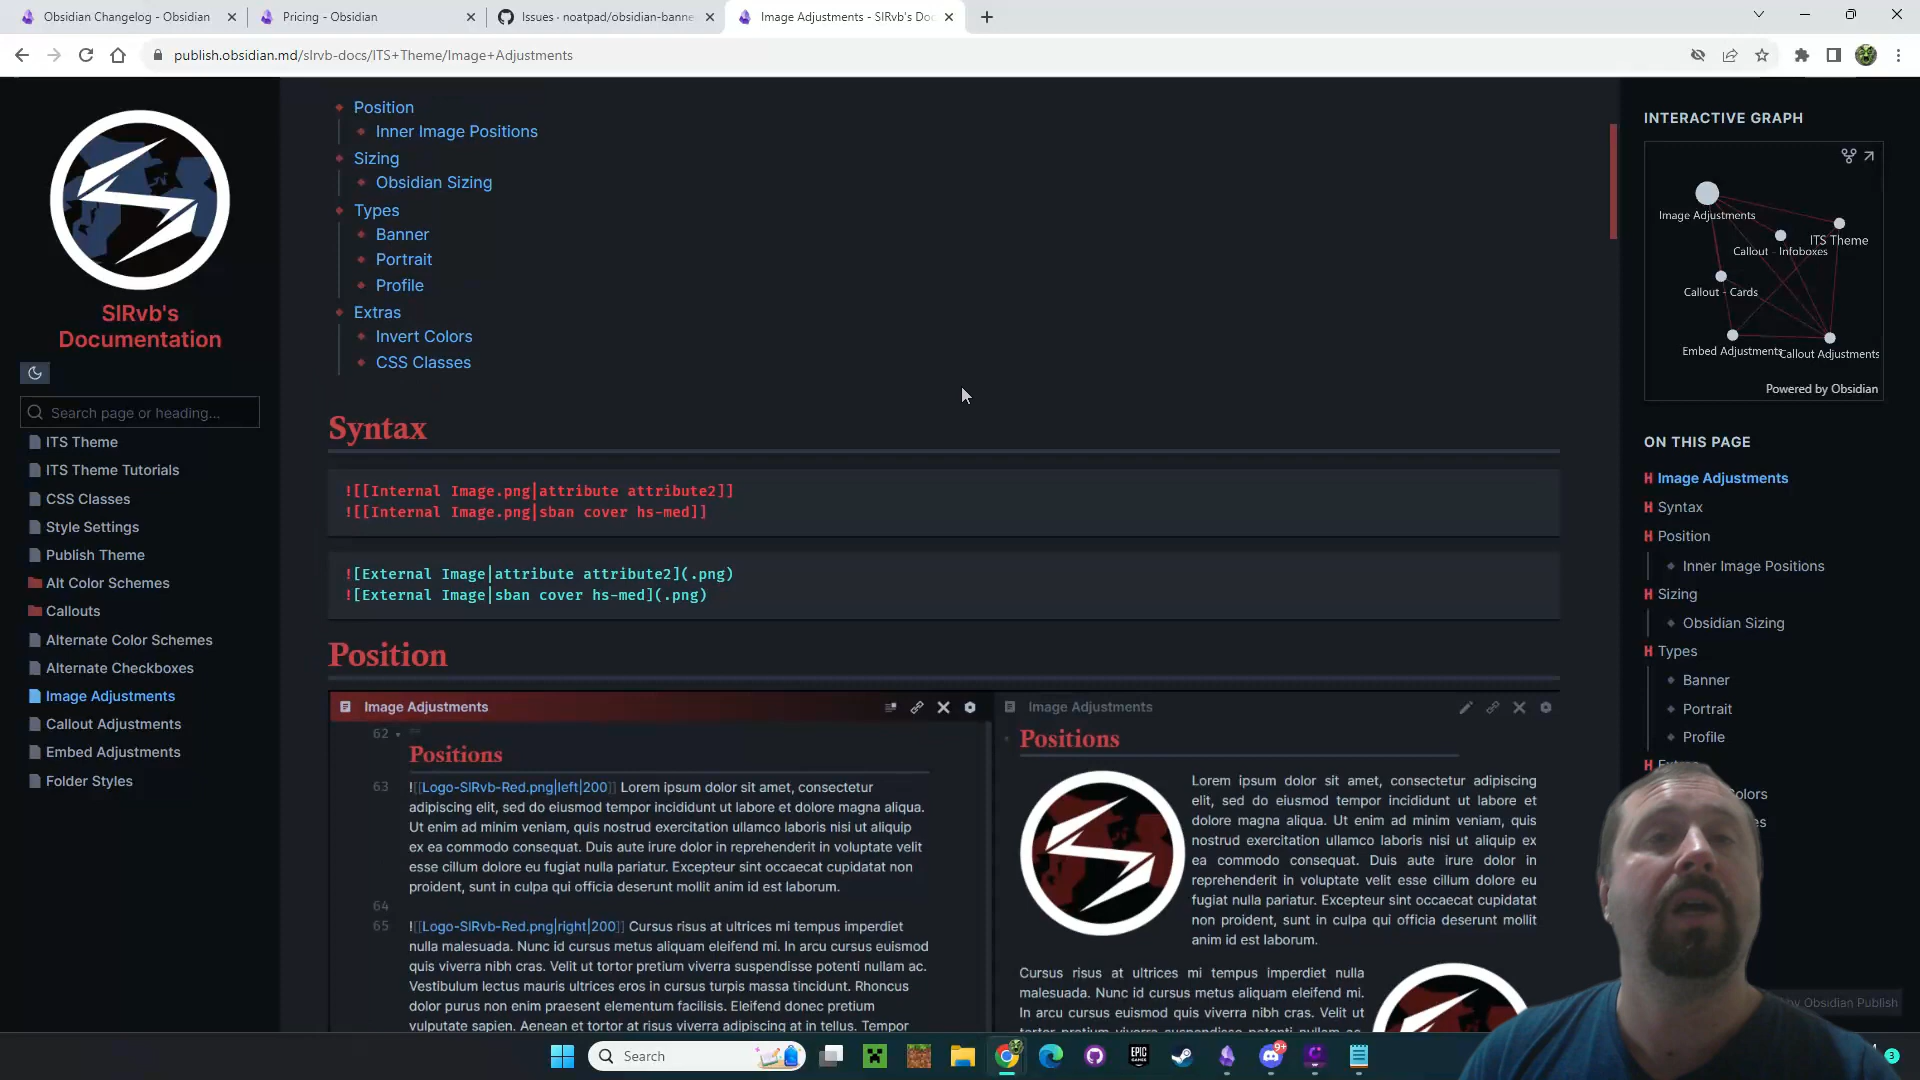 Obsidian Changelog - Obsidian
Pricing - Obsidian
Issues · noatpad/obsidian-banne
Image Adjustments - SlRvb's Do
publish.obsidian.md/slrvb-docs/ITS+Theme/Image+Adjustments
SlRvb's
Documentation
Search page or heading...
ITS Theme
ITS Theme Tutorials
CSS Classes
Style Settings
Publish Theme
Alt Color Schemes
Callouts
Alternate Color Schemes
Alternate Checkboxes
Image Adjustments
Callout Adjustments
Embed Adjustments
Folder Styles
Position
Inner Image Positions
Sizing
Obsidian Sizing
Types
Banner
Portrait
Profile
Extras
Invert Colors
CSS Classes
Syntax
![[Internal Image.png|attribute attribute2]]
![[Internal Image.png|sban cover hs-med]]
![External Image|attribute attribute2](.png)
![External Image|sban cover hs-med](.png)
Position
Image Adjustments
62
Positions
63 ![[Logo-SlRvb-Red.png|left|200]] Lorem ipsum dolor sit amet, consectetur
adipiscing elit, sed do eiusmod tempor incididunt ut labore et dolore magna aliqua.
Ut enim ad minim veniam, quis nostrud exercitation ullamco laboris nisi ut aliquip
ex ea commodo consequat. Duis aute irure dolor in reprehenderit in voluptate velit
esse cillum dolore eu fugiat nulla pariatur. Excepteur sint occaecat cupidatat non
proident, sunt in culpa qui officia deserunt mollit anim id est laborum.
64
65 ![[Logo-SlRvb-Red.png|right|200]] Cursus risus at ultrices mi tempus imperdiet
nulla malesuada. Nunc id cursus metus aliquam eleifend mi. In arcu cursus euismod
quis viverra nibh cras. Velit ut tortor pretium viverra suspendisse potenti nullam ac.
Vestibulum lectus mauris ultrices eros in cursus turpis massa tincidunt. Rhoncus
dolor purus non enim praesent elementum facilisis. Eleifend donec pretium
vulputate sapien. Aenean et tortor at risus viverra adipiscing at in tellus. Tempor
Image Adjustments
Positions
Lorem ipsum dolor sit amet, consectetur adipiscing
elit, sed do eiusmod tempor incididunt ut labore et
dolore magna aliqua. Ut enim ad minim veniam, quis
nostrud exercitation ullamco laboris nisi ut aliquip ex
ea commodo consequat. Duis aute irure dolor in
reprehenderit in voluptate velit esse cillum dolore eu
fugiat nulla pariatur. Excepteur sint occaecat cupidatat
non proident, sunt in culpa qui officia deserunt mollit
anim id est laborum.
Cursus risus at ultrices mi tempus imperdiet nulla
malesuada. Nunc id cursus metus aliquam eleifend mi.
In arcu cursus euismod quis viverra nibh cras. Velit ut
INTERACTIVE GRAPH
Image Adjustments
ITS Theme
Callout - Infoboxes
Callout - Cards
Embed Adjustments
Callout Adjustments
Powered by Obsidian
ON THIS PAGE
H Image Adjustments
H Syntax
H Position
Inner Image Positions
H Sizing
Obsidian Sizing
H Types
Banner
Portrait
Profile
by Obsidian Publish
Search
EPIC
GAMES
9+
3